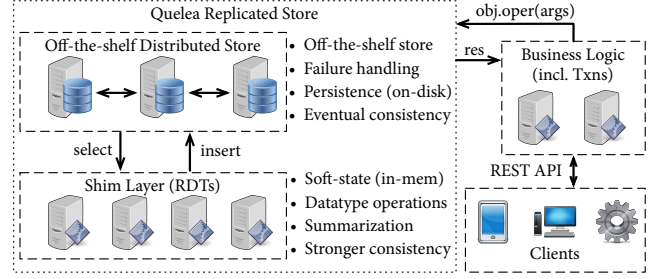 Quelea Replicated Store
Off-the-shelf Distributed Store
• Off-the-shelf store
• Failure handling
• Persistence (on-disk)
• Eventual consistency
select
insert
Shim Layer (RDTs)
• Soft-state (in-mem)
• Datatype operations
• Summarization
• Stronger consistency
obj.oper(args)
res
Business Logic
(incl. Txns)
REST API
Clients